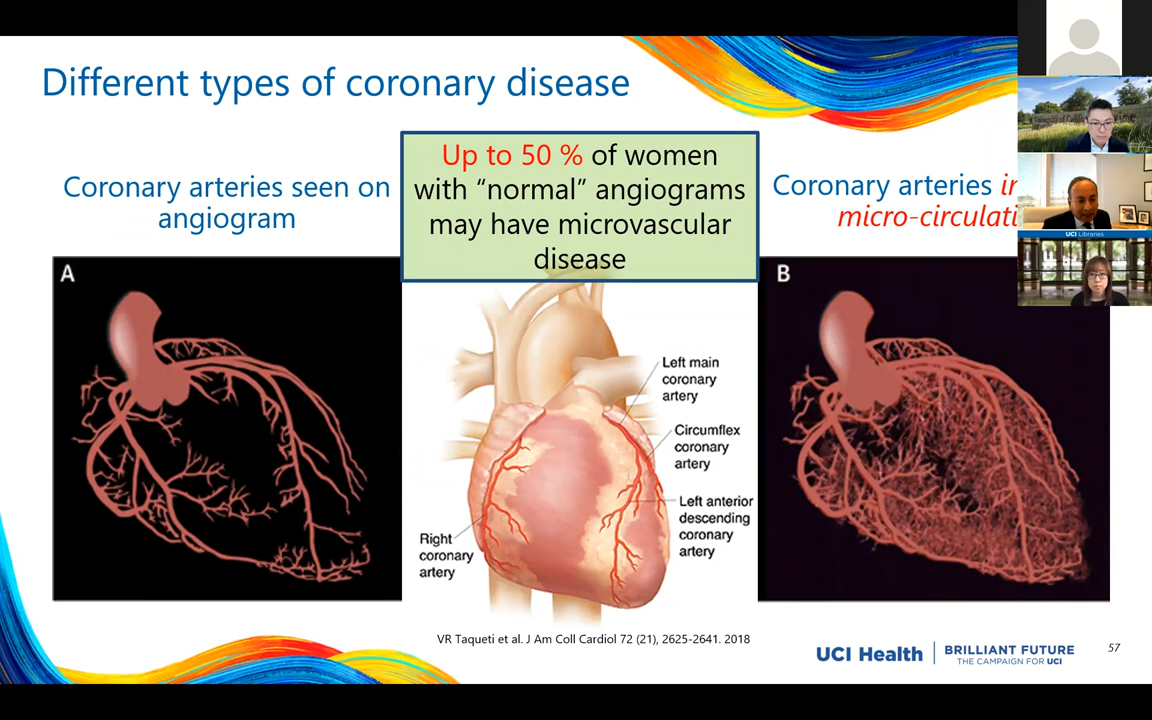 Different types of coronary disease
Coronary arteries seen on
angiogram
Up to 50 % of women
with “normal” angiograms
may have microvascular
disease
Coronary arteries
A
B
Left main
coronary
artery
Circumflex
coronary
artery
Left anterior
descending
coronary
artery
Right
coronary
artery
VR Taqueti et al. J Am Coll Cardiol 72 (21), 2625-2641. 2018
UCI Health
BRILLIANT FUTURE
THE CAMPAIGN FOR UCI
57
UCI Libraries